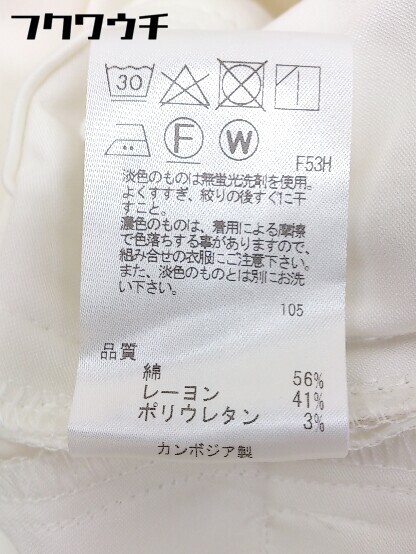 フクワウチ
30
F W
F53H
淡色のものは無蛍光洗剤を使用。
よくすすぎ、絞りの後すぐに干
すこと。
濃色のものは、着用による摩擦
で色落ちする事がありますので、
組み合せの衣服にご注意下さい。
また、淡色のものとは別にお洗
い下さい。
105
品質
綿 56%
レーヨン 41%
ポリウレタン 3%
カンボジア製